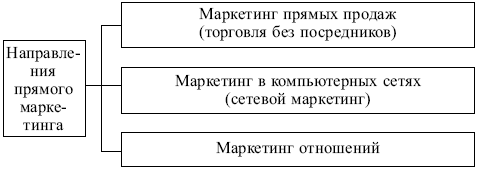 Направле-
ния
прямого
марке-
тинга
Маркетинг прямых продаж
(торговля без посредников)
Маркетинг в компьютерных сетях
(сетевой маркетинг)
Маркетинг отношений